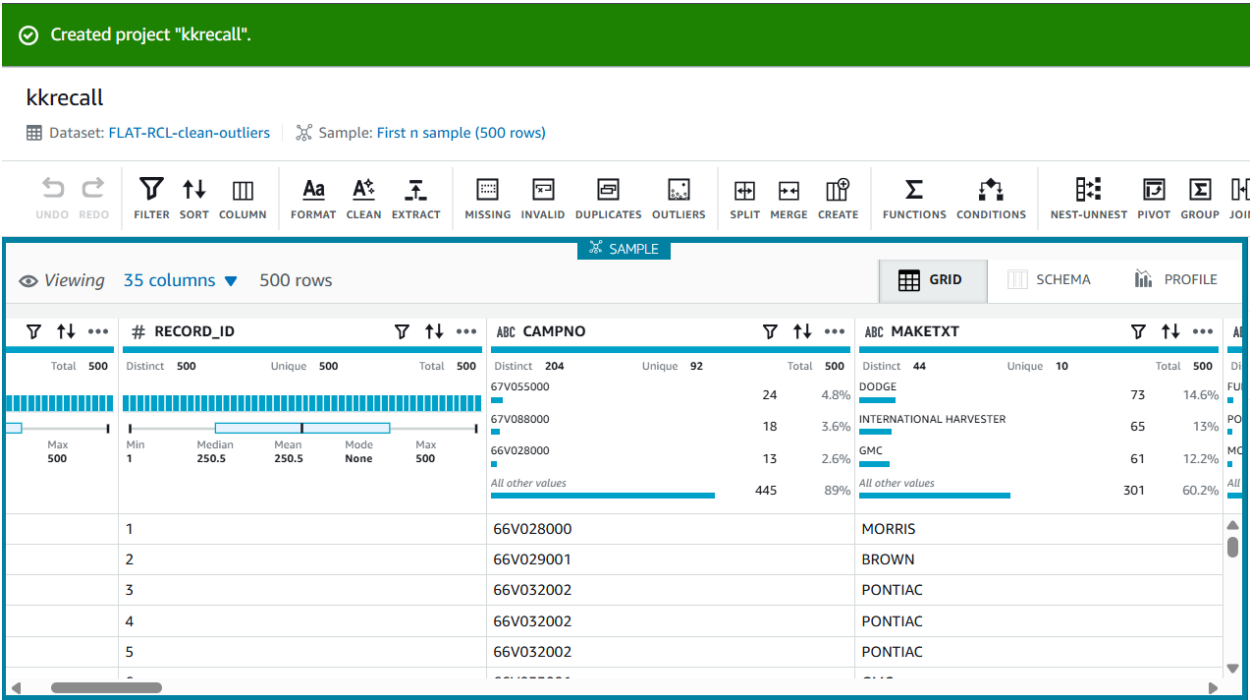 Created project "kkrecall".
kkrecall
Dataset: FLAT-RCL-clean-outliers Sample: First n sample (500 rows)
UNDO REDO FILTER SORT COLUMN FORMAT CLEAN EXTRACT MISSING INVALID DUPLICATES OUTLIERS SPLIT MERGE CREATE FUNCTIONS CONDITIONS NEST-UNNEST PIVOT GROUP
SAMPLE
Viewing 35 columns 500 rows GRID SCHEMA PROFILE
# RECORD_ID ABC CAMPNO ABC MAKETXT
Total 500 Distinct 500 Unique 500 Total 500 Distinct 204 Unique 92 Total 500 Distinct 44 Unique 10 Total 500
67V055000 24 4.8% DODGE 73 14.6%
67V088000 18 3.6% INTERNATIONAL HARVESTER 65 13%
Max Min Median Mean Mode Max 66V028000 13 2.6% GMC 61 12.2%
500 1 250.5 250.5 None 500
All other values 445 89% All other values 301 60.2% All
1 66V028000 MORRIS
2 66V029001 BROWN
3 66V032002 PONTIAC
4 66V032002 PONTIAC
5 66V032002 PONTIAC